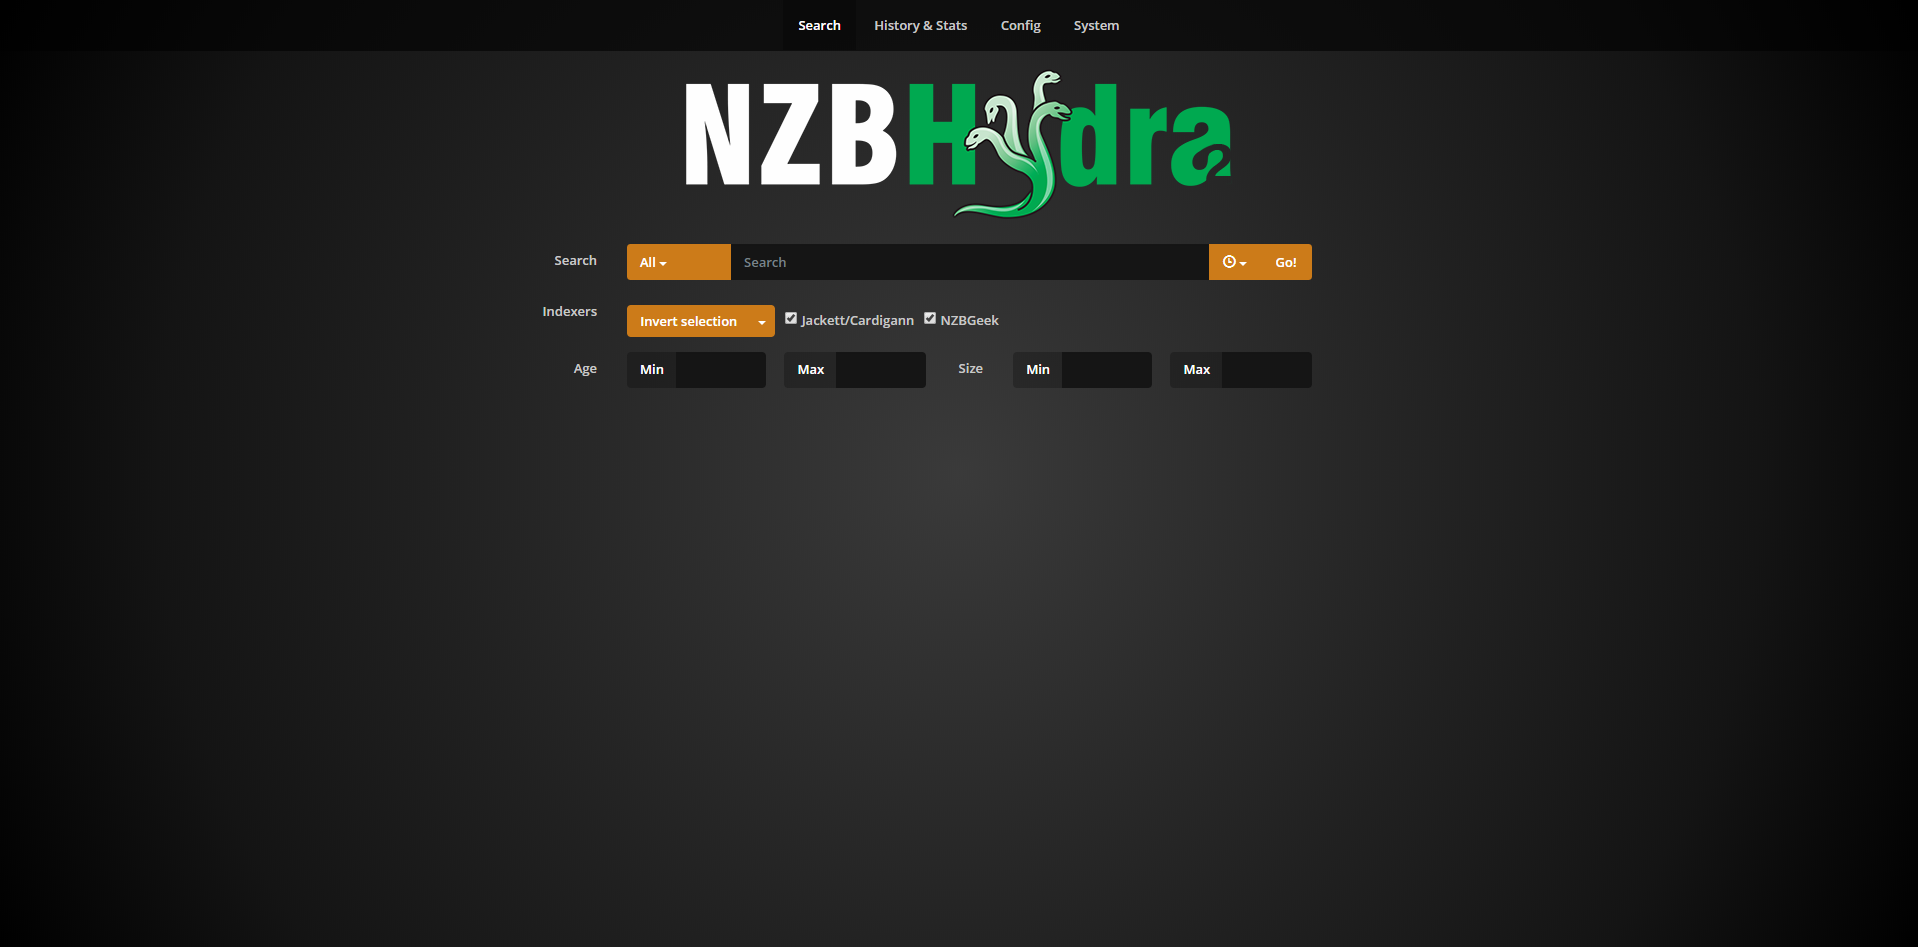 Search History & Stats Config System
NZBHydra
2
Search All Search Go!
Indexers Invert selection Jackett/Cardigann NZBGeek
Age Min Max Size Min Max